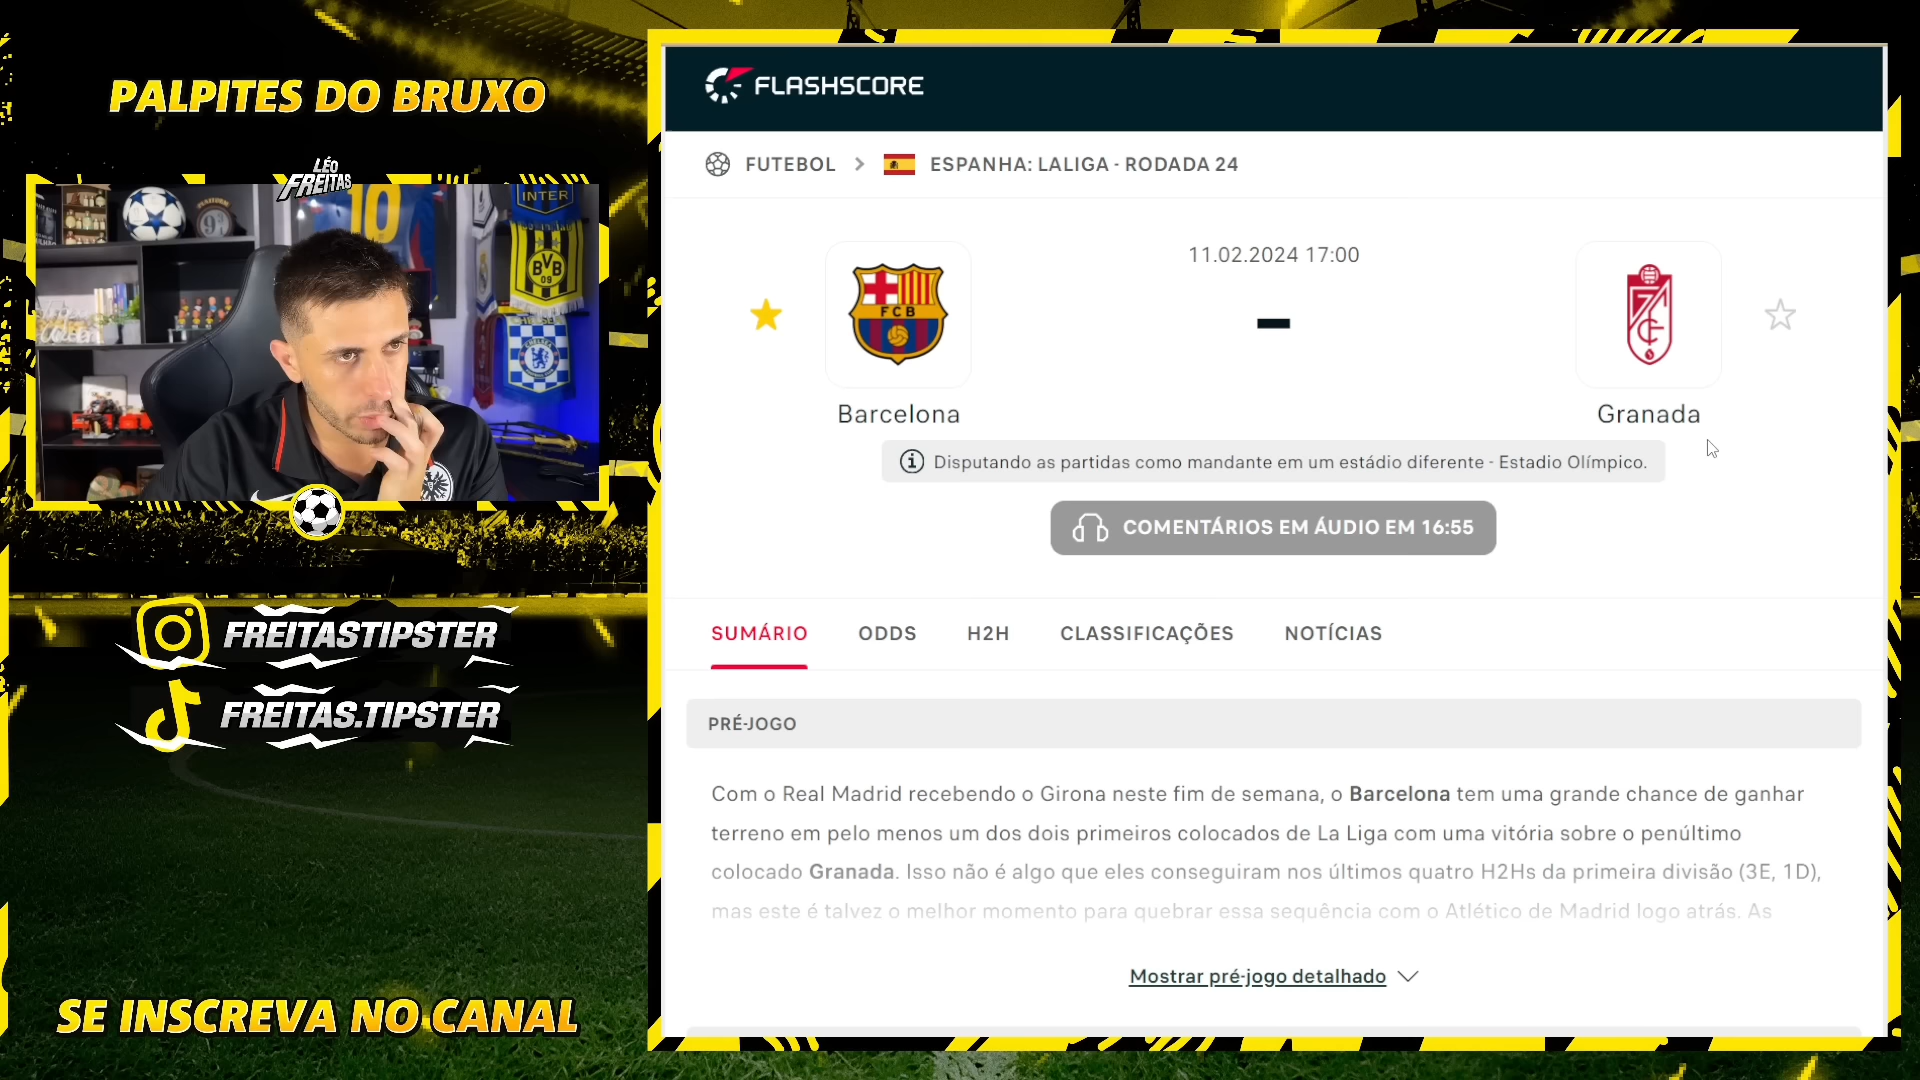 PALPITES DO BRUXO
LÉO
FREITAS
10
INTER
BVB
09
CHELSEA
FREITASTIPSTER
FREITAS.TIPSTER
SE INSCREVA NO CANAL
FLASHSCORE
FUTEBOL > ESPANHA: LALIGA - RODADA 24
11.02.2024 17:00
FCB
-
Barcelona
Granada
Disputando as partidas como mandante em um estádio diferente - Estadio Olímpico.
COMENTÁRIOS EM ÁUDIO EM 16:55
SUMÁRIO ODDS H2H CLASSIFICAÇÕES NOTÍCIAS
PRÉ-JOGO
Com o Real Madrid recebendo o Girona neste fim de semana, o Barcelona tem uma grande chance de ganhar
terreno em pelo menos um dos dois primeiros colocados de La Liga com uma vitória sobre o penúltimo
colocado Granada. Isso não é algo que eles conseguiram nos últimos quatro H2Hs da primeira divisão (3E, 1D),
mas este é talvez o melhor momento para quebrar essa sequência com o Atlético de Madrid logo atrás. As
Mostrar pré-jogo detalhado